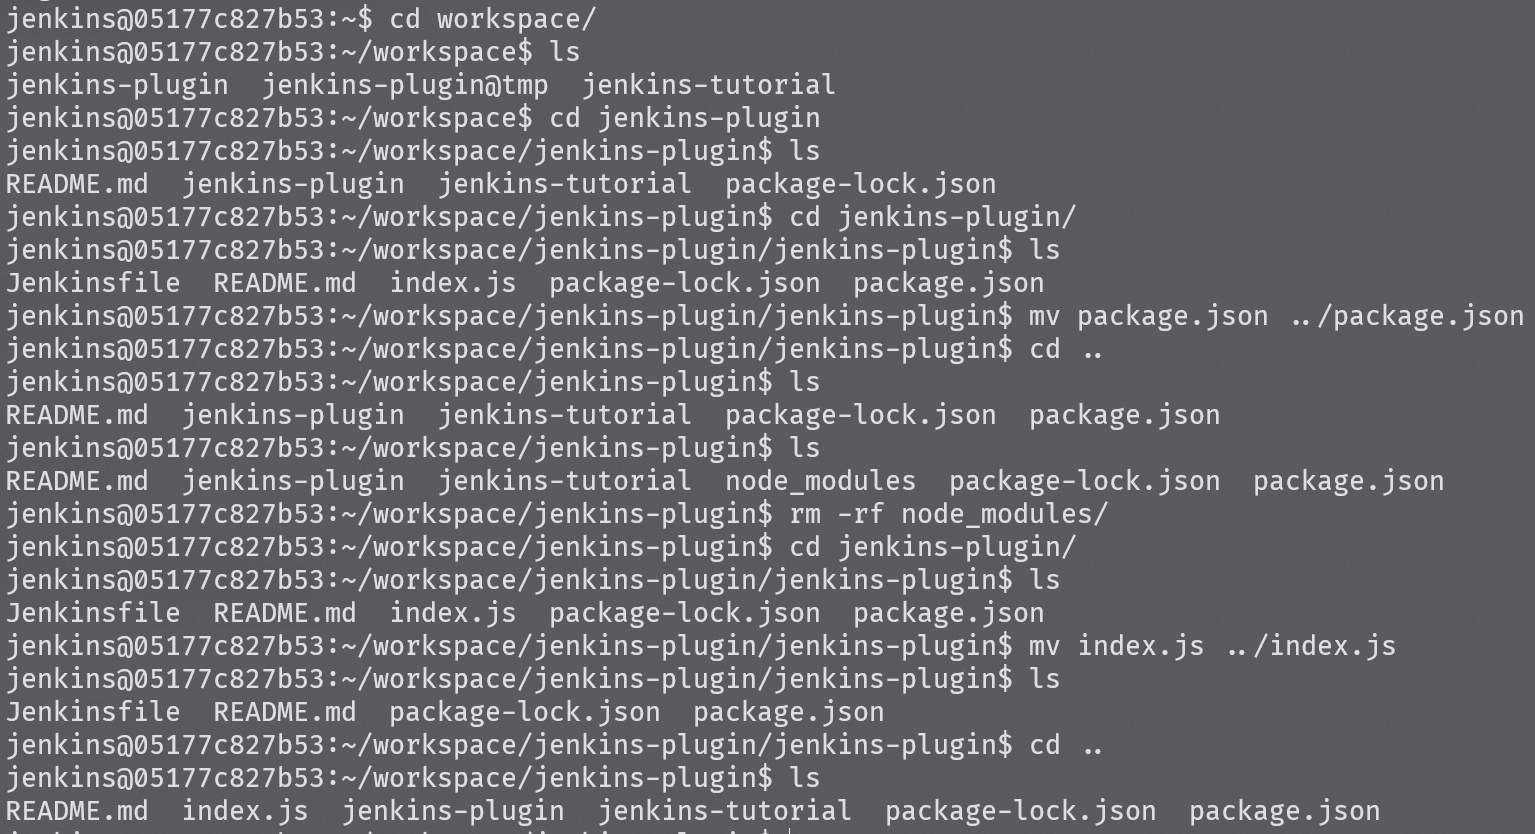 jenkins@05177c827b53:~$ cd workspace/
jenkins@05177c827b53:~/workspace$ ls
jenkins-plugin  jenkins-plugin@tmp  jenkins-tutorial
jenkins@05177c827b53:~/workspace$ cd jenkins-plugin
jenkins@05177c827b53:~/workspace/jenkins-plugin$ ls
README.md  jenkins-plugin  jenkins-tutorial  package-lock.json
jenkins@05177c827b53:~/workspace/jenkins-plugin$ cd jenkins-plugin/
jenkins@05177c827b53:~/workspace/jenkins-plugin/jenkins-plugin$ ls
Jenkinsfile  README.md  index.js  package-lock.json  package.json
jenkins@05177c827b53:~/workspace/jenkins-plugin/jenkins-plugin$ mv package.json ../package.json
jenkins@05177c827b53:~/workspace/jenkins-plugin/jenkins-plugin$ cd ..
jenkins@05177c827b53:~/workspace/jenkins-plugin$ ls
README.md  jenkins-plugin  jenkins-tutorial  package-lock.json  package.json
jenkins@05177c827b53:~/workspace/jenkins-plugin$ ls
README.md  jenkins-plugin  jenkins-tutorial  node_modules  package-lock.json  package.json
jenkins@05177c827b53:~/workspace/jenkins-plugin$ rm -rf node_modules/
jenkins@05177c827b53:~/workspace/jenkins-plugin$ cd jenkins-plugin/
jenkins@05177c827b53:~/workspace/jenkins-plugin/jenkins-plugin$ ls
Jenkinsfile  README.md  index.js  package-lock.json  package.json
jenkins@05177c827b53:~/workspace/jenkins-plugin/jenkins-plugin$ mv index.js ../index.js
jenkins@05177c827b53:~/workspace/jenkins-plugin/jenkins-plugin$ ls
Jenkinsfile  README.md  package-lock.json  package.json
jenkins@05177c827b53:~/workspace/jenkins-plugin/jenkins-plugin$ cd ..
jenkins@05177c827b53:~/workspace/jenkins-plugin$ ls
README.md  index.js  jenkins-plugin  jenkins-tutorial  package-lock.json  package.json